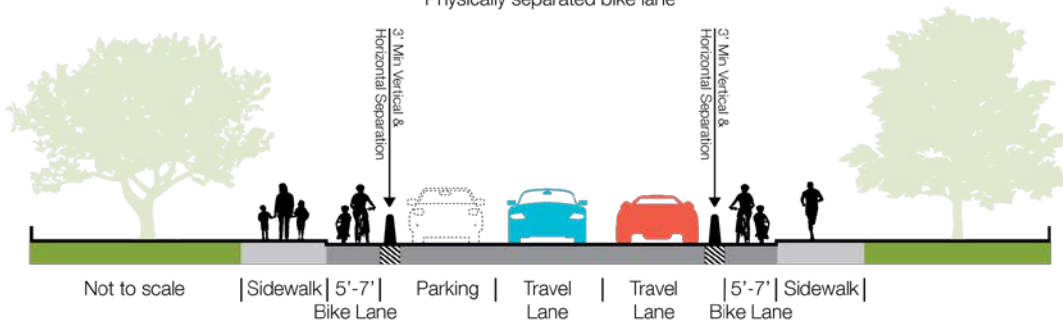 Physically separated bike lane
3' Min Vertical &
Horizontal Separation
3' Min Vertical &
Horizontal Separation
Not to scale
Sidewalk
5'-7'
Bike Lane
Parking
Travel
Lane
Travel
Lane
5'-7'
Bike Lane
Sidewalk